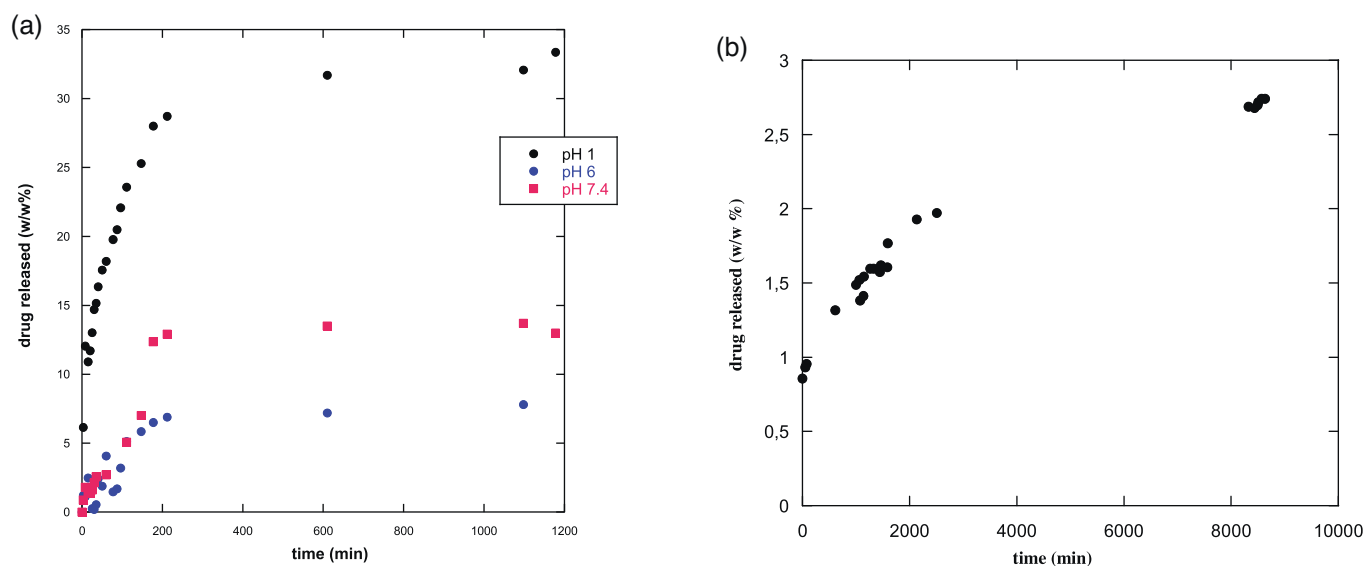 (a)
35
30
25
20
15
10
5
0
drug released (w/w%)
pH 1
pH 6
pH 7.4
0 200 400 600 800 1000 1200
time (min)
(b)
3
2,5
2
1,5
1
0,5
0
drug released (w/w %)
0 2000 4000 6000 8000 10000
time (min)